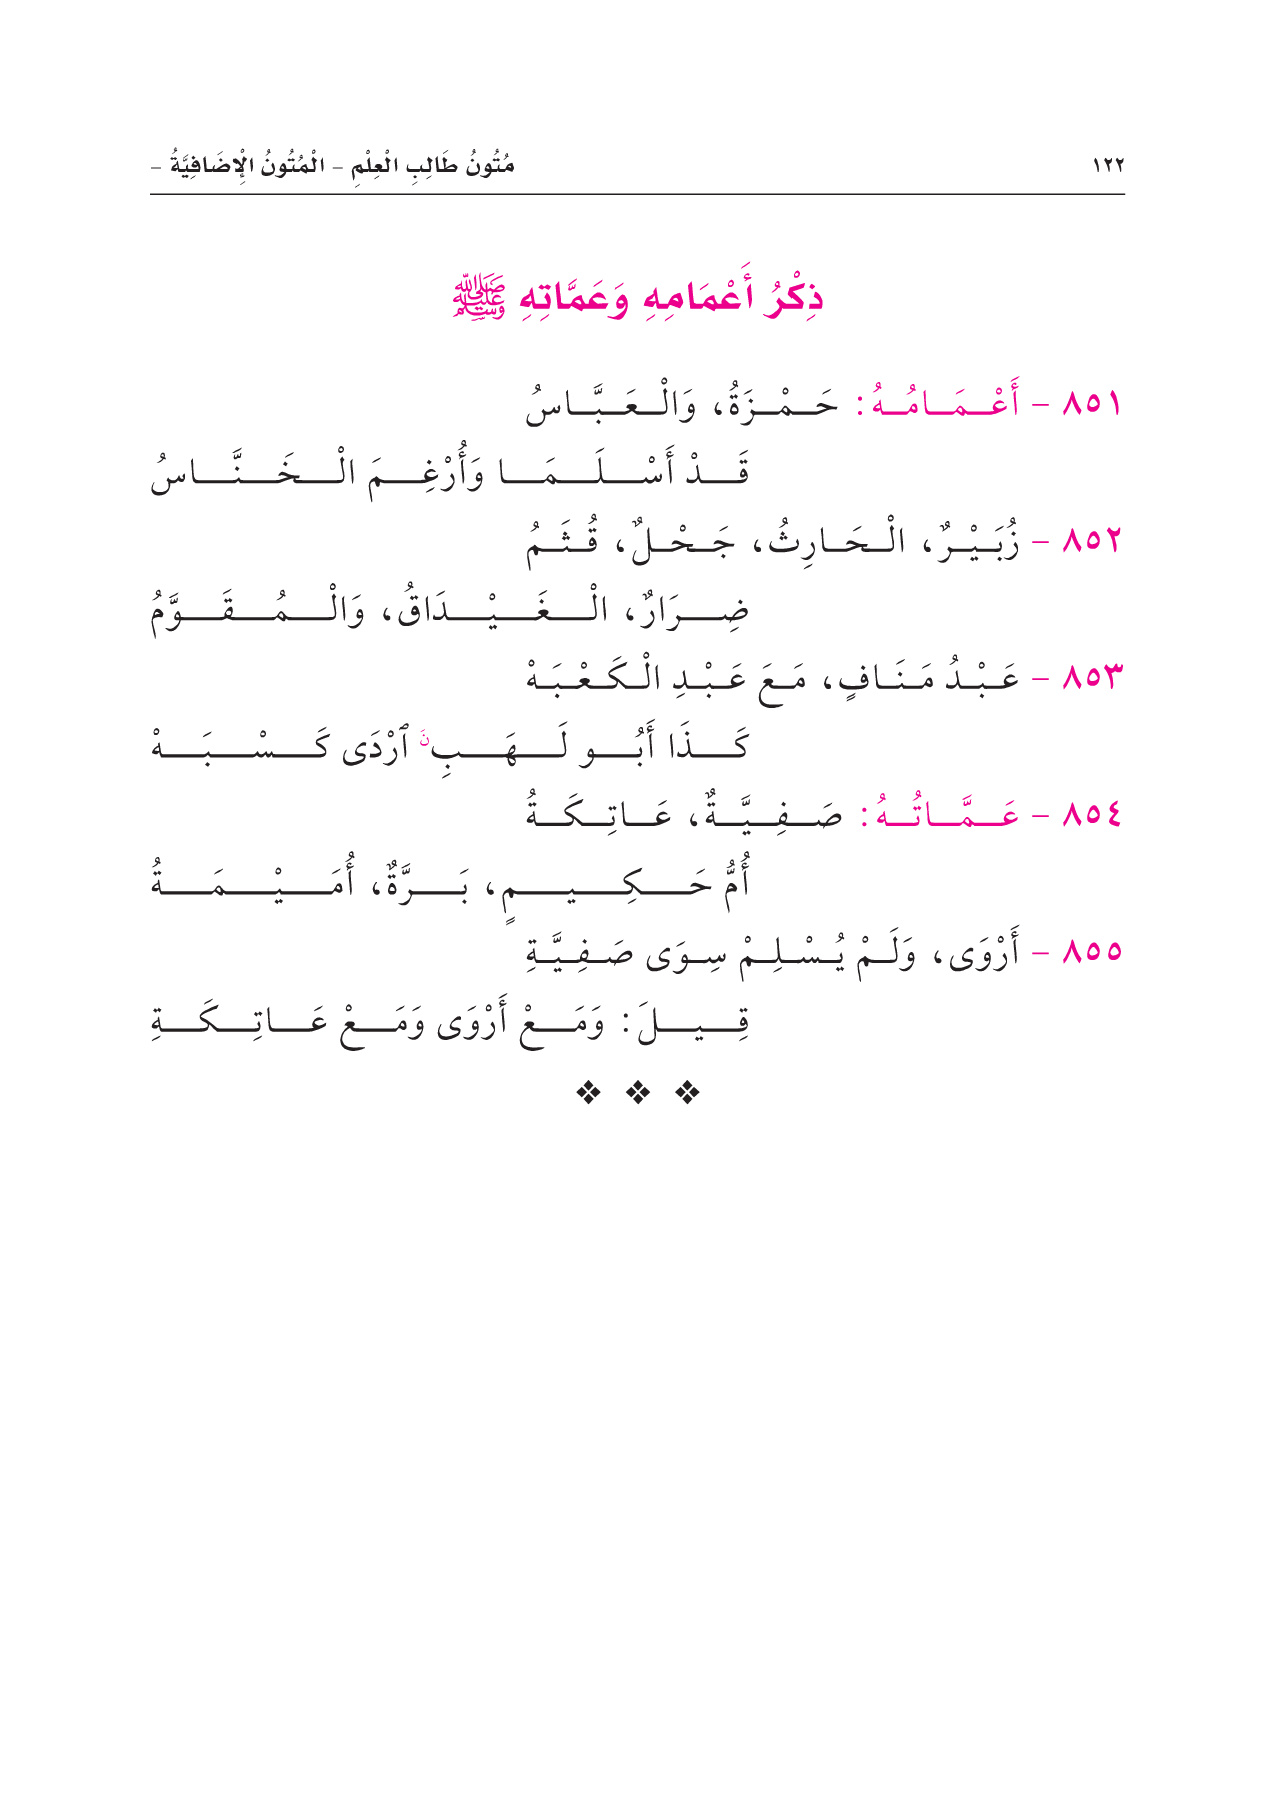 ١٢٢ مُتُونُ طَالِبِ الْعِلْمِ - الْمُتُونُ الْإِضَافِيَّةُ -
ذِكْرُ أَعْمَامِهِ وَعَمَّاتِهِ ﷺ
٨٥١ - أَعْمَامُهُ: حَمْزَةُ، وَالْعَبَّاسُ
قَدْ أَسْلَمَا وَأُرْغِمَ الْخَنَّاسُ
٨٥٢ - زُبَيْرٌ، الْحَارِثُ، جَحْلٌ، قُثَمُ
ضِرَارٌ، الْغَيْدَاقُ، وَالْمُقَوَّمُ
٨٥٣ - عَبْدُ مَنَافٍ، مَعَ عَبْدِ الْكَعْبَهْ
كَذَا أَبُو لَهَبِنَ ٱرْدَى كَسْبَهْ
٨٥٤ - عَمَّاتُهُ: صَفِيَّةٌ، عَاتِكَةُ
أُمُّ حَكِيمٍ، بَرَّةٌ، أُمَيْمَةُ
٨٥٥ - أَرْوَى، وَلَمْ يُسْلِمْ سِوَى صَفِيَّةِ
قِيلَ: وَمَعْ أَرْوَى وَمَعْ عَاتِكَةِ